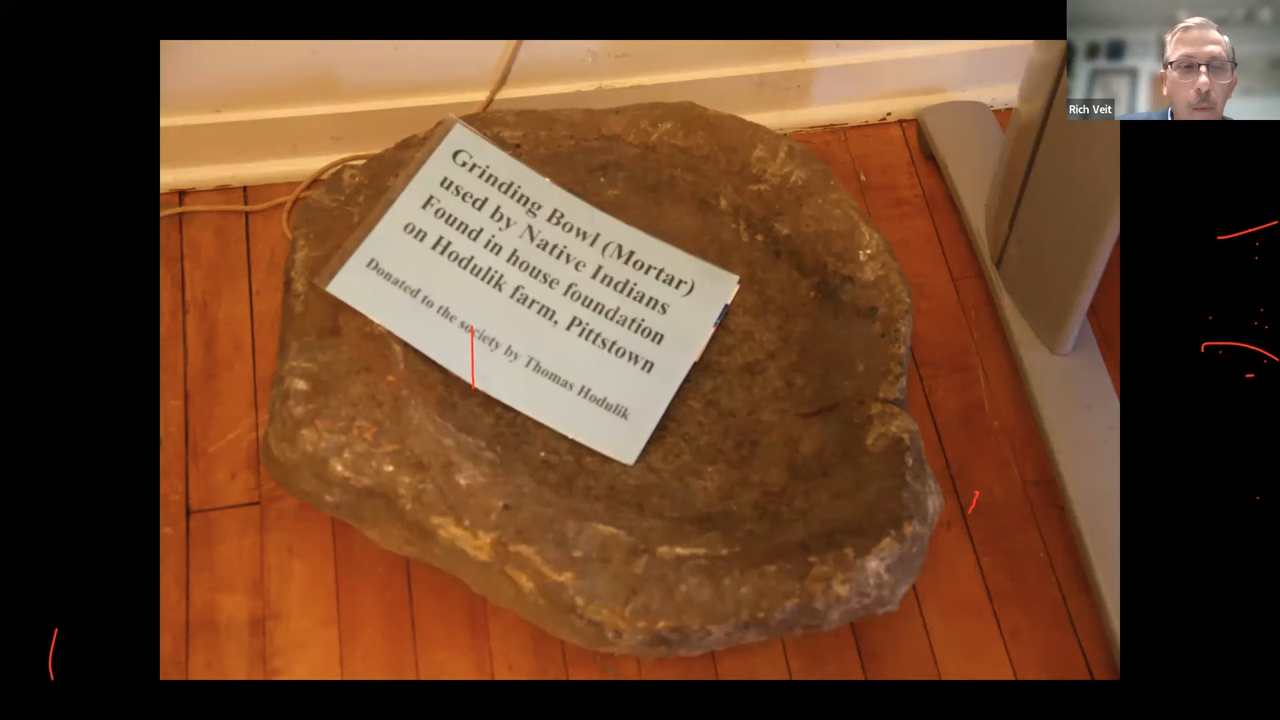 Rich Veit
Grinding Bowl (Mortar)
used by Native Indians
Found in house foundation
on Hodulik farm, Pittstown
Donated to the society by Thomas Hodulik